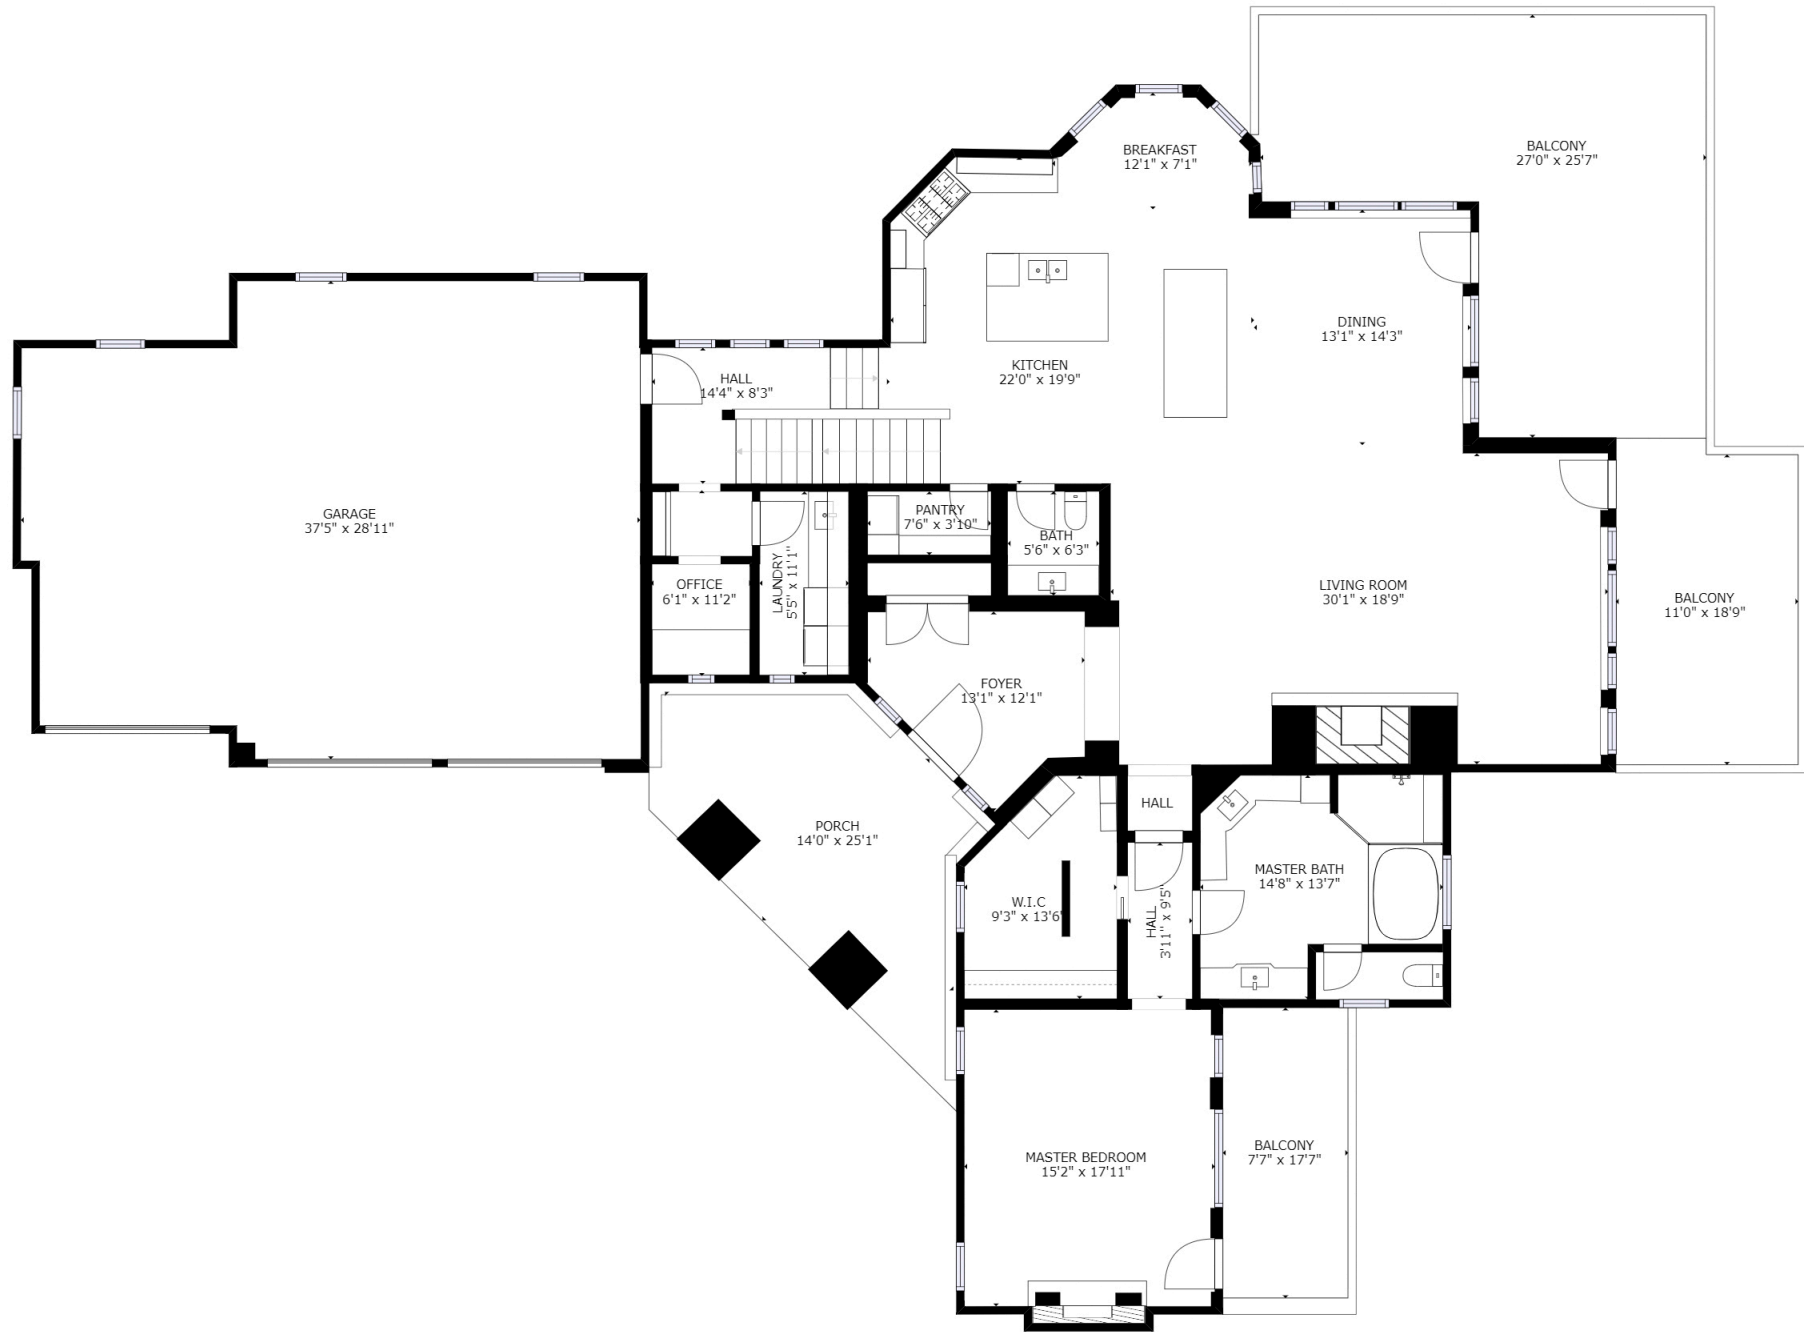 BREAKFAST
12'1" x 7'1"
BALCONY
27'0" x 25'7"
DINING
13'1" x 14'3"
KITCHEN
22'0" x 19'9"
HALL
14'4" x 8'3"
GARAGE
37'5" x 28'11"
PANTRY
7'6" x 3'10"
BATH
5'6" x 6'3"
OFFICE
6'1" x 11'2"
LAUNDRY
5'5" x 11'1"
LIVING ROOM
30'1" x 18'9"
BALCONY
11'0" x 18'9"
FOYER
13'1" x 12'1"
HALL
PORCH
14'0" x 25'1"
MASTER BATH
14'8" x 13'7"
W.I.C
9'3" x 13'6"
HALL
3'11" x 9'5"
MASTER BEDROOM
15'2" x 17'11"
BALCONY
7'7" x 17'7"